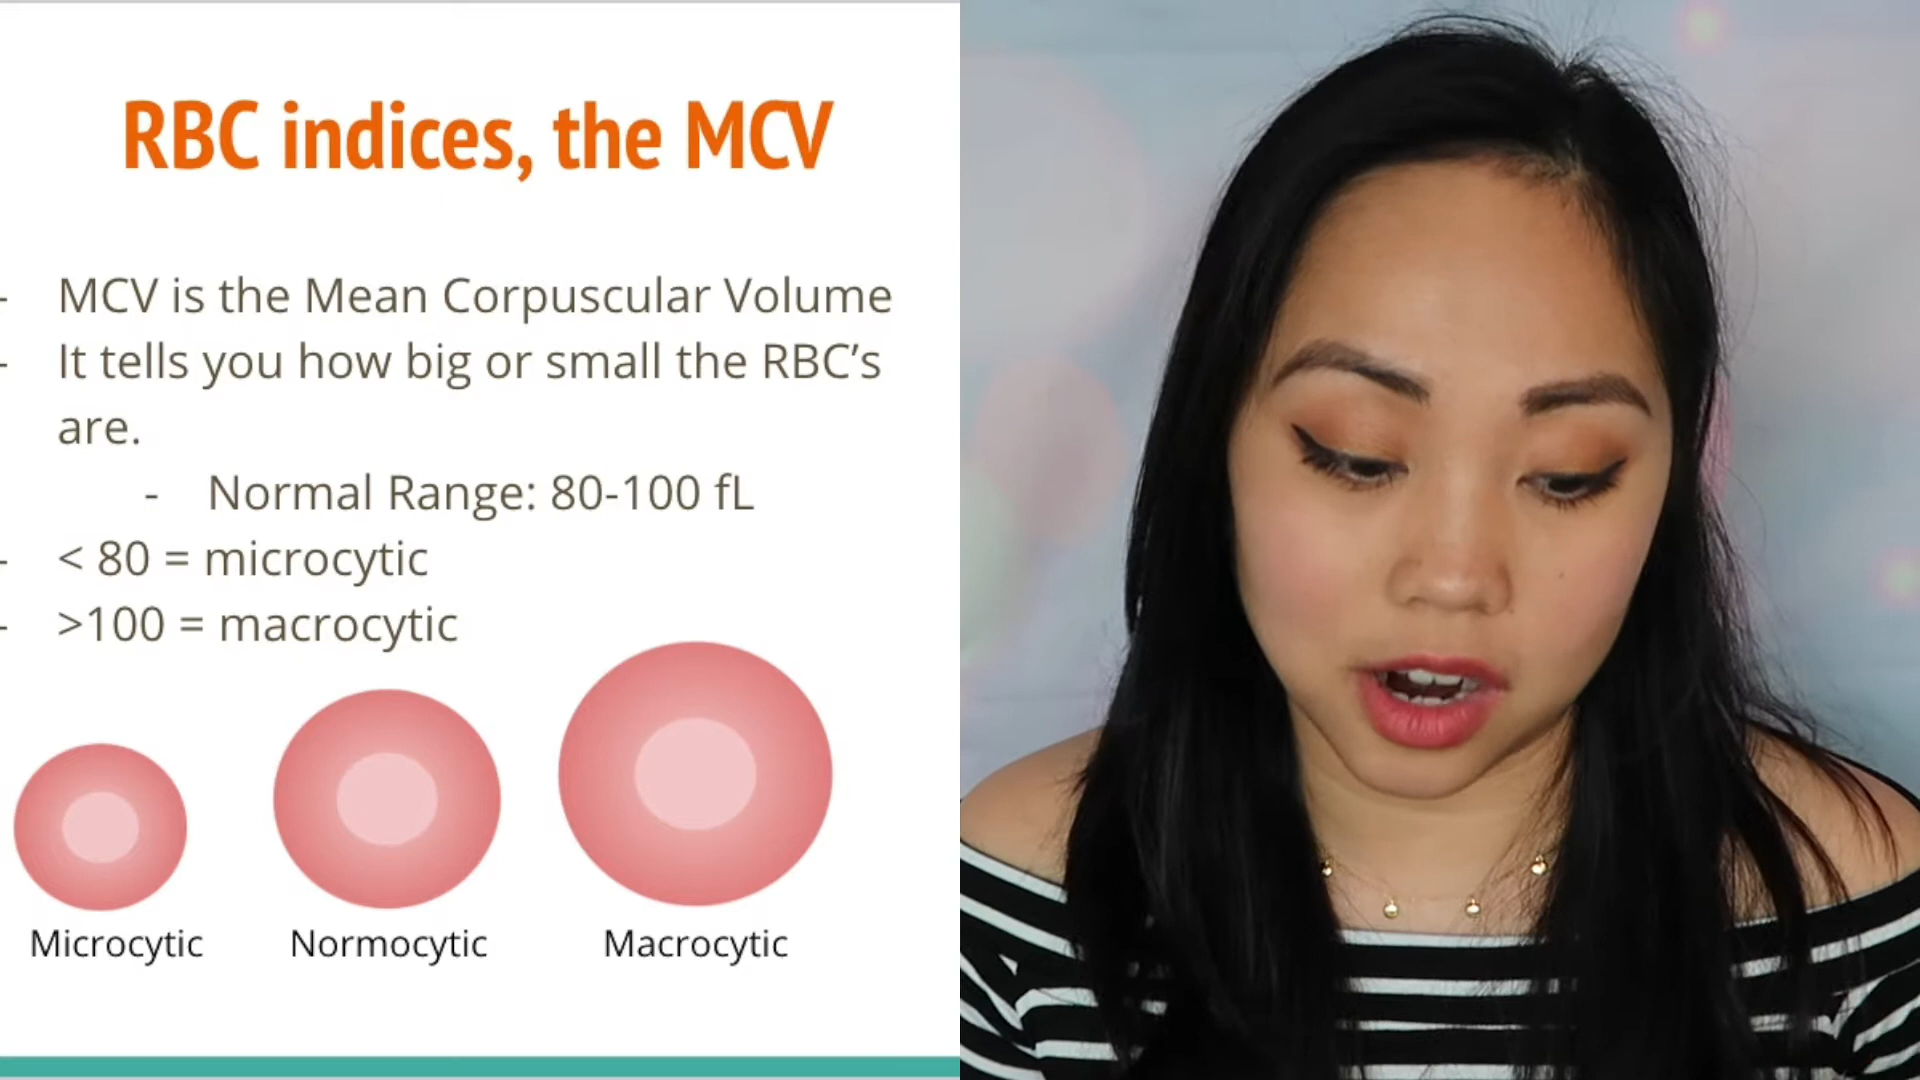 RBC indices, the MCV
- MCV is the Mean Corpuscular Volume
- It tells you how big or small the RBC’s
are.
- Normal Range: 80-100 fL
- < 80 = microcytic
- >100 = macrocytic
Microcytic Normocytic Macrocytic